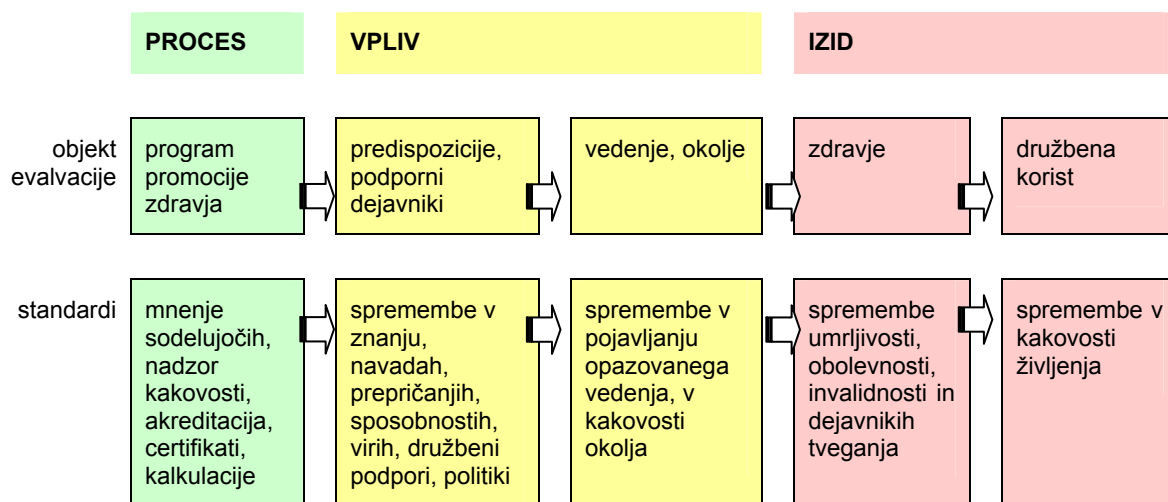 PROCES
VPLIV
IZID
objekt
evalvacije
program
promocije
zdravja
predispozicije,
podporni
dejavniki
vedenje, okolje
zdravje
družbena
korist
standardi
mnenje
sodelujočih,
nadzor
kakovosti,
akreditacija,
certifikati,
kalkulacije
spremembe v
znanju,
navadah,
prepričanjih,
sposobnostih,
virih, družbeni
podpori, politiki
spremembe v
pojavljanju
opazovanega
vedenja, v
kakovosti
okolja
spremembe
umrljivosti,
obolevnosti,
invalidnosti in
dejavnikih
tveganja
spremembe v
kakovosti
življenja